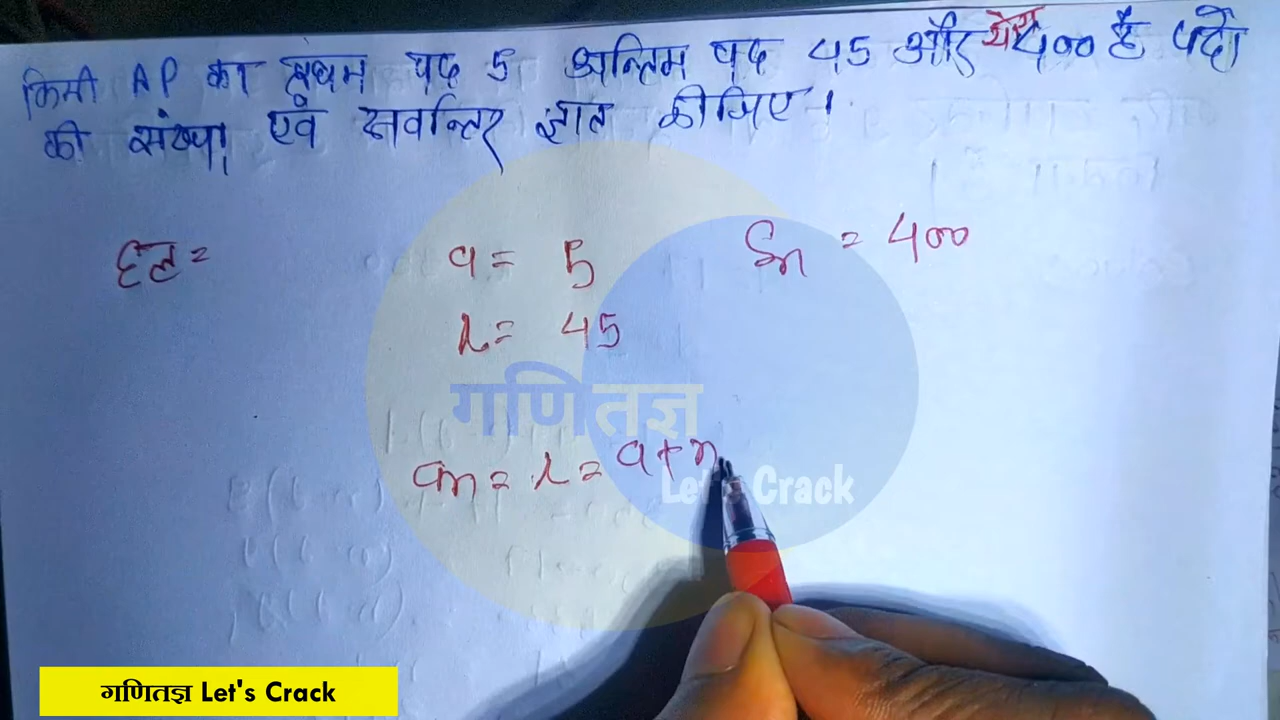 किसी AP का प्रथम पद 5 अन्तिम पद 45 और योग 400 है पदों
की संख्या एवं सार्वान्तर ज्ञात कीजिए।
हल =
a = 5
Sn = 400
l = 45
गणितज्ञ
an = l = a+n
Let's Crack
गणितज्ञ Let's Crack